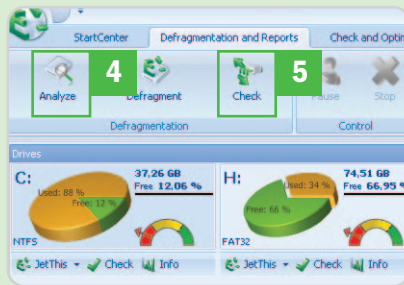 StartCenter Defragmentation and Reports Check and Optim
4 5
Analyze Defragment Check Pause Stop
Defragmentation Control
Drives
C: 37,26 GB H: 74,51 GB
Used: 88 % Free 12,06 % Used: 34 % Free 66,95 %
Free: 12 % Free: 66 %
NTFS FAT32
JetThis Check Info JetThis Check Info